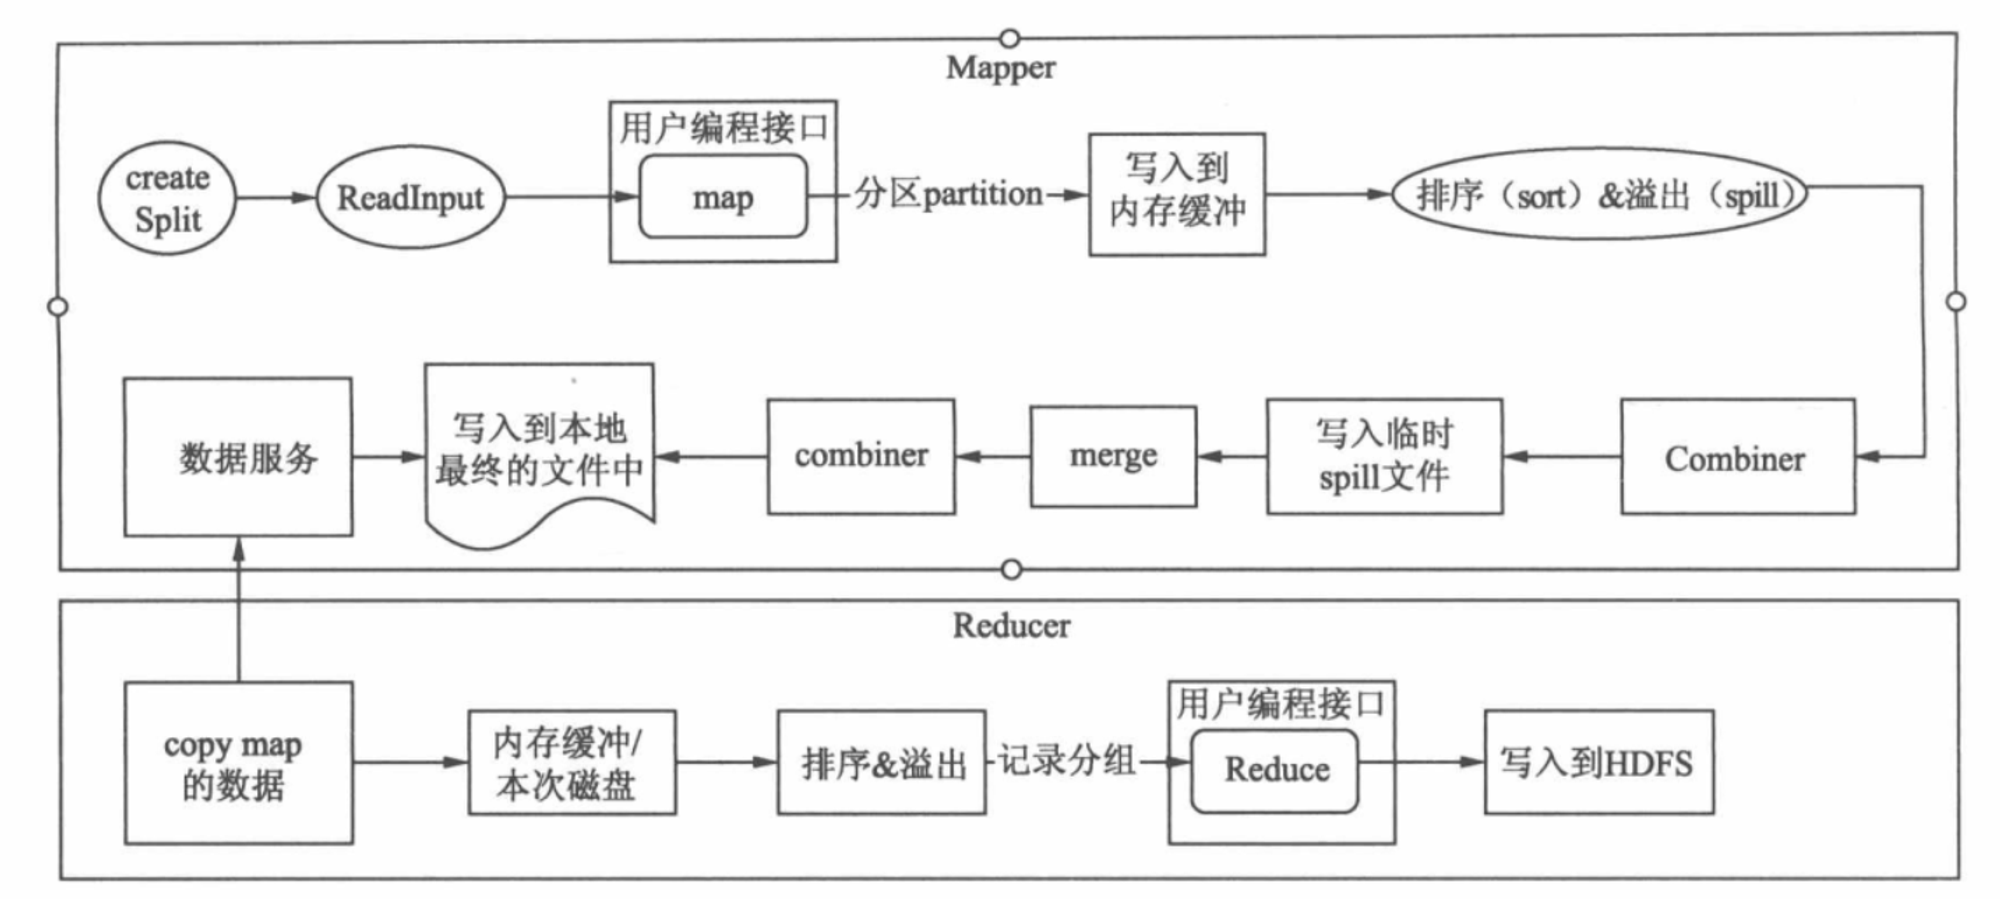 Mapper
create
Split
ReadInput
用户编程接口
map
分区partition
写入到
内存缓冲
排序（sort）&溢出（spill）
数据服务
写入到本地
最终的文件中
combiner
merge
写入临时
spill文件
Combiner
Reducer
copy map
的数据
内存缓冲/
本次磁盘
排序&溢出
记录分组
用户编程接口
Reduce
写入到HDFS